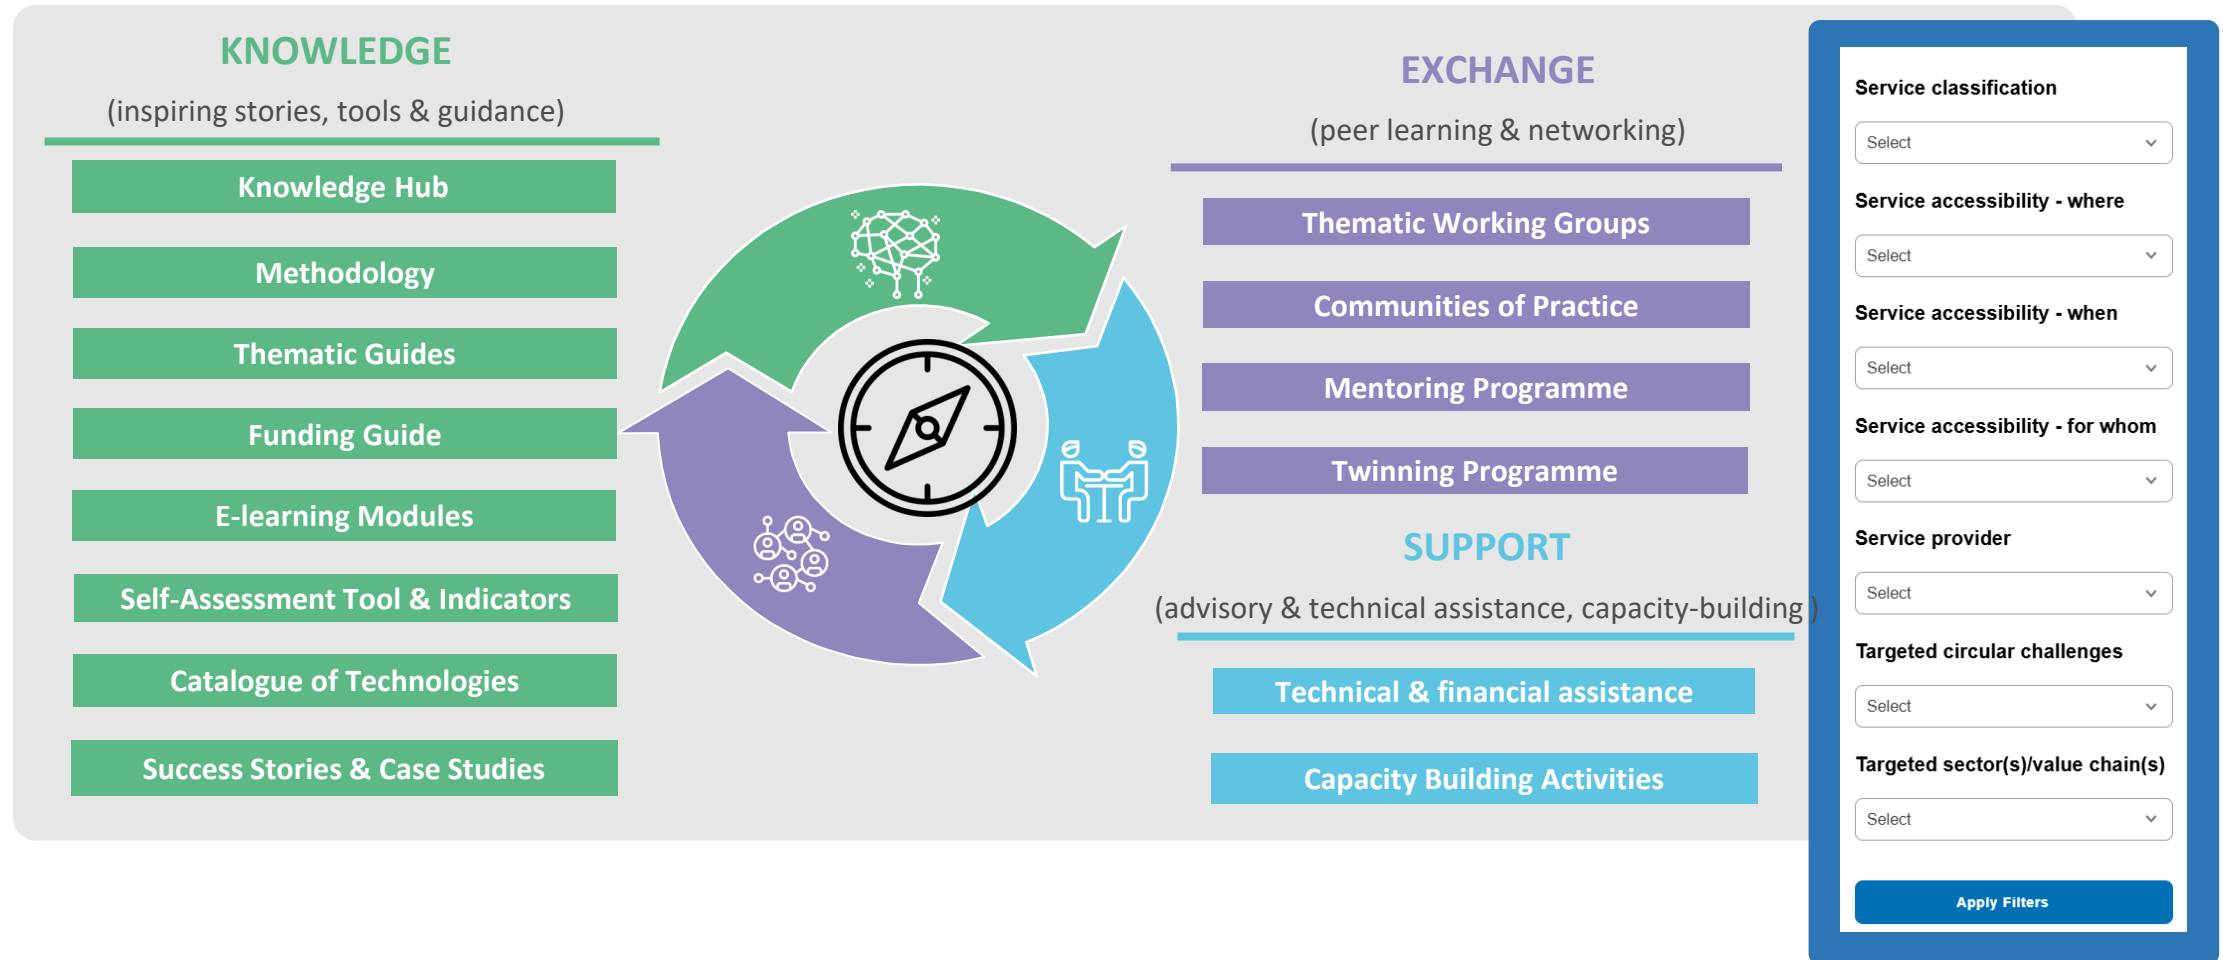 KNOWLEDGE
(inspiring stories, tools & guidance)
Knowledge Hub
Methodology
Thematic Guides
Funding Guide
E-learning Modules
Self-Assessment Tool & Indicators
Catalogue of Technologies
Success Stories & Case Studies
EXCHANGE
(peer learning & networking)
Thematic Working Groups
Communities of Practice
Mentoring Programme
Twinning Programme
SUPPORT
(advisory & technical assistance, capacity-building )
Technical & financial assistance
Capacity Building Activities
Service classification
Select
Service accessibility - where
Select
Service accessibility - when
Select
Service accessibility - for whom
Select
Service provider
Select
Targeted circular challenges
Select
Targeted sector(s)/value chain(s)
Select
Apply Filters